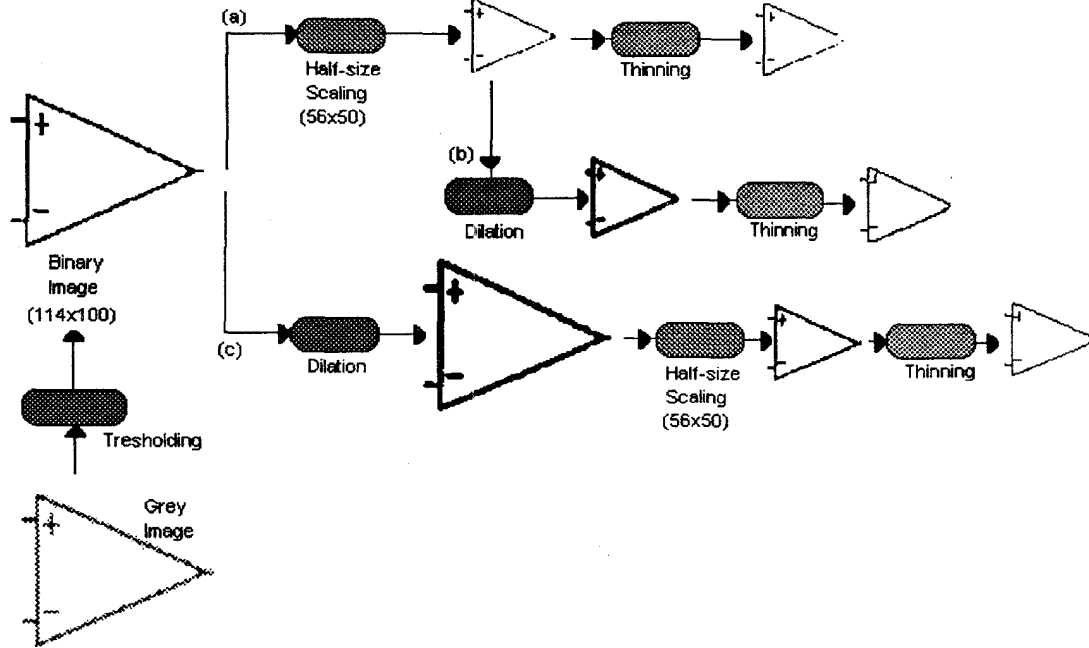 (a)
Half-size
Scaling
(56x50)
Thinning
(b)
Dilation
Thinning
Binary
Image
(114x100)
(c)
Dilation
Half-size
Scaling
(56x50)
Thinning
Tresholding
Grey
Image